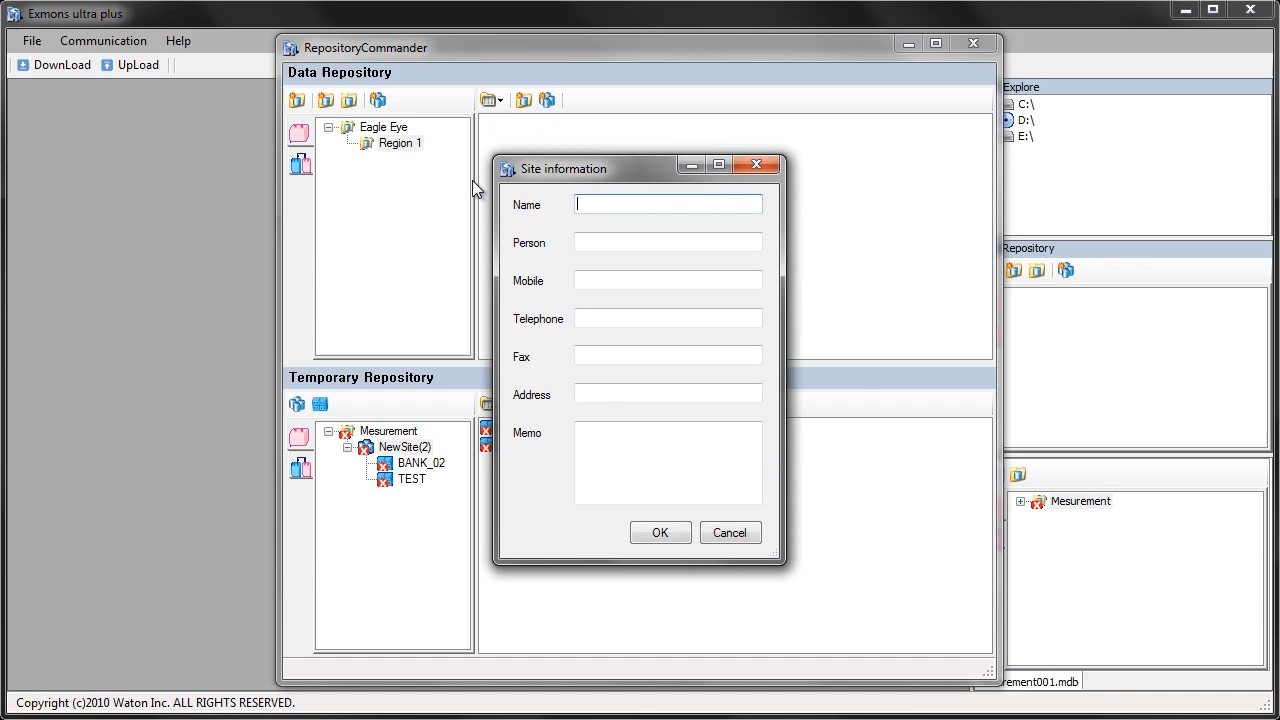 Exmons ultra plus
File Communication Help
DownLoad UpLoad
RepositoryCommander
Data Repository
Eagle Eye
Region 1
Site information
Name
Person
Mobile
Telephone
Fax
Address
Memo
OK Cancel
Temporary Repository
Mesurement
NewSite(2)
BANK_02
TEST
Explore
C:\
D:\
E:\
Repository
Mesurement
rement001.mdb
Copyright (c)2010 Waton Inc. ALL RIGHTS RESERVED.